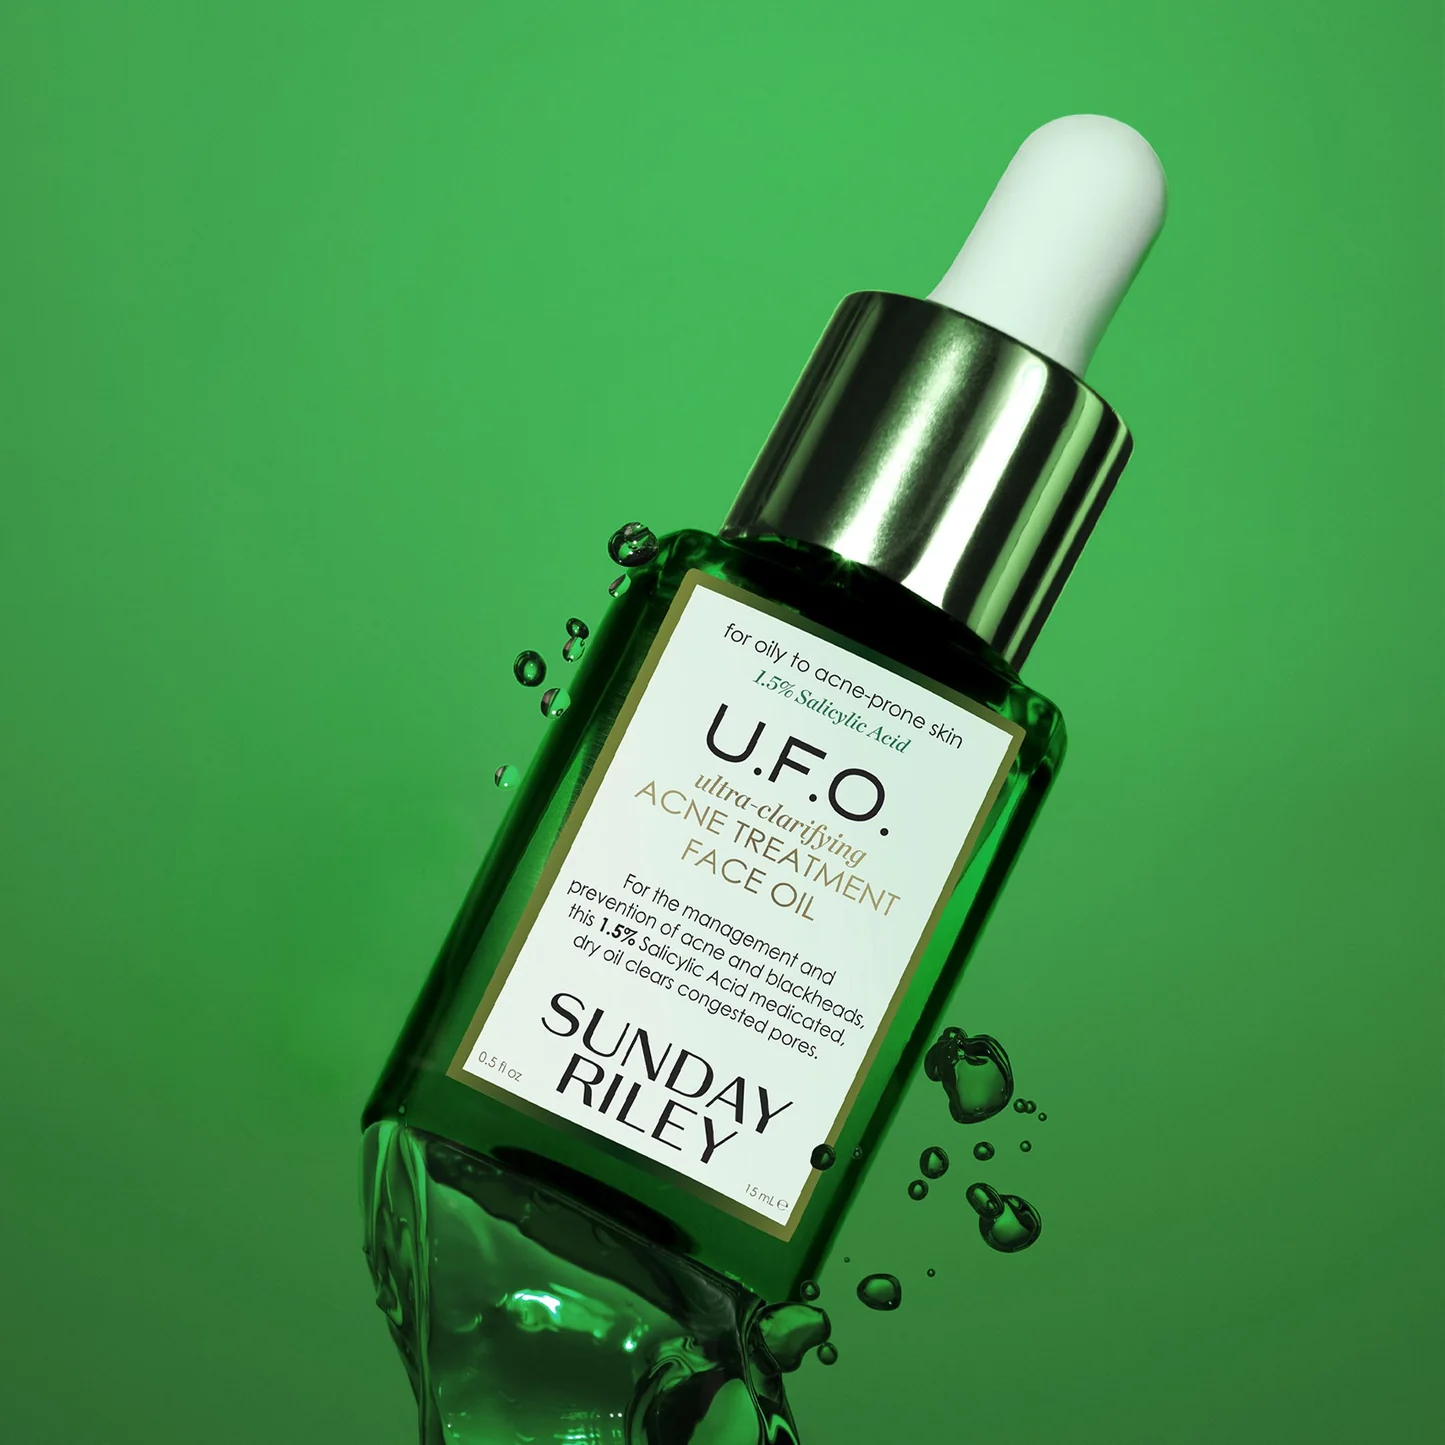 for oily to acne-prone skin
1.5% Salicylic Acid
U.F.O.
ultra-clarifying
ACNE TREATMENT
FACE OIL
For the management and
prevention of acne and blackheads,
this 1.5% Salicylic Acid medicated,
dry oil clears congested pores.
SUNDAY
RILEY
0.5 fl oz
15 mL ℮